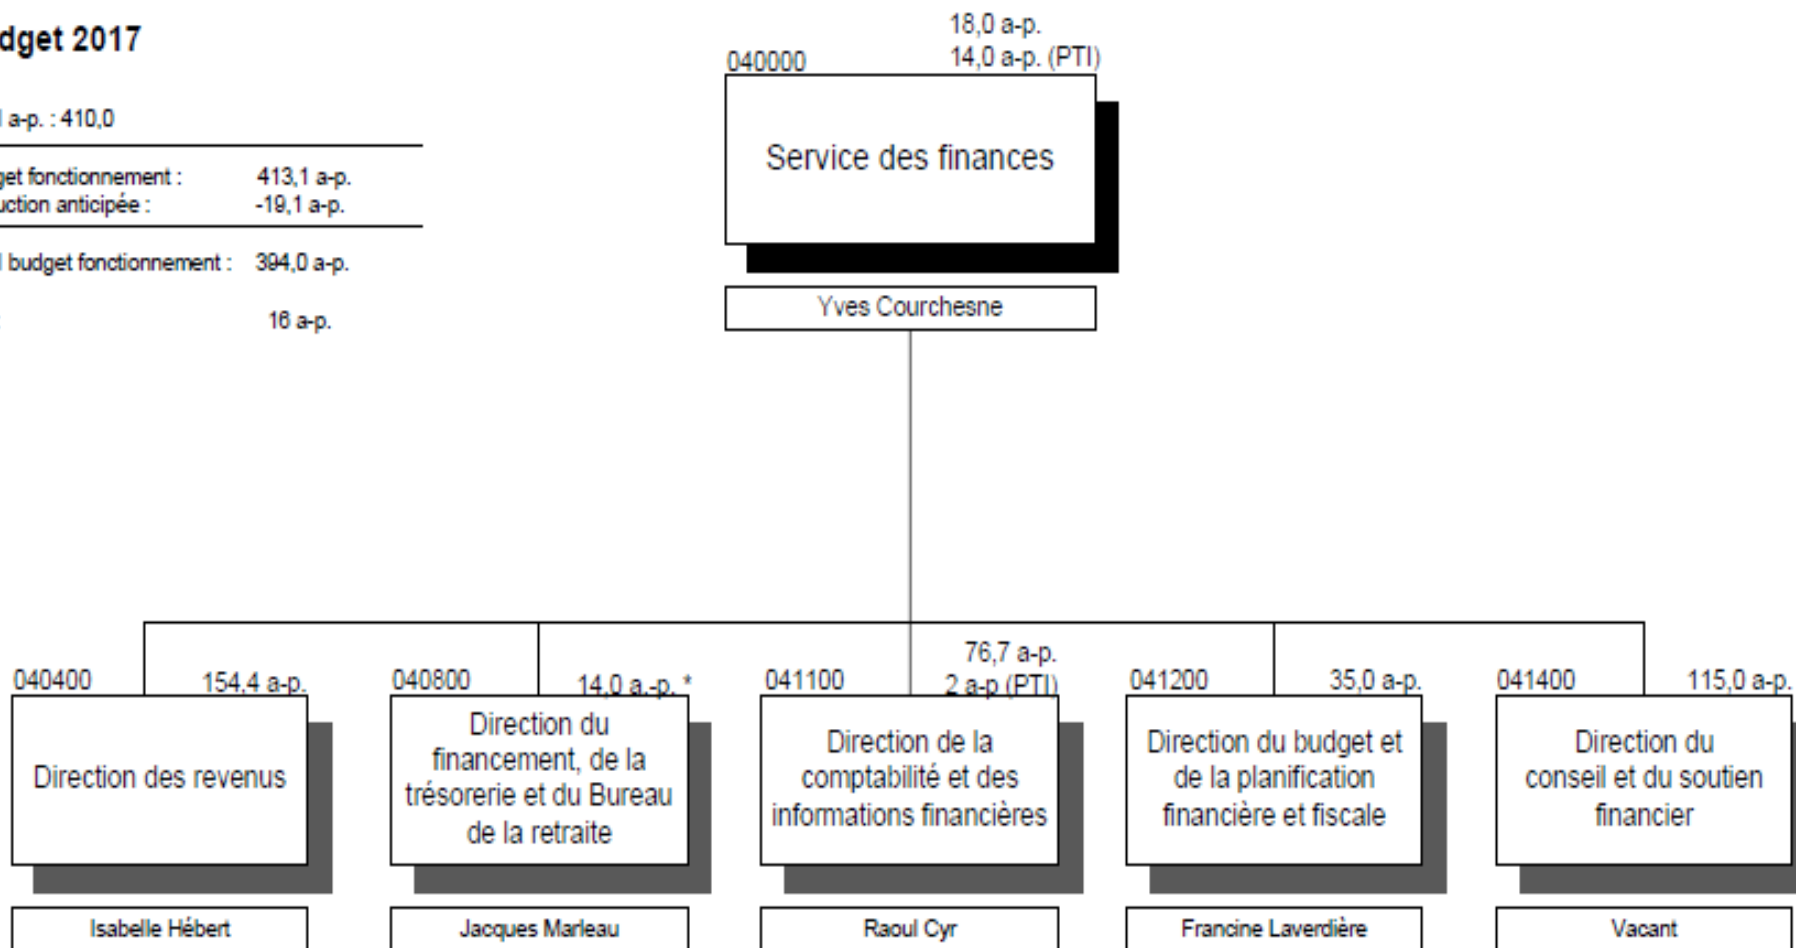 dget 2017
18,0 a-p.
14,0 a-p. (PTI)
040000
a-p. : 410,0
Service des finances
get fonctionnement : 413,1 a-p.
uction anticipée : -19,1 a-p.
budget fonctionnement : 394,0 a-p.
Yves Courchesne
: 16 a-p.
040400 154,4 a-p.
Direction des revenus
Isabelle Hébert
040800 14,0 a.-p. *
Direction du
financement, de la
trésorerie et du Bureau
de la retraite
Jacques Marleau
76,7 a-p.
041100 2 a-p (PTI)
Direction de la
comptabilité et des
informations financières
Raoul Cyr
041200 35,0 a-p.
Direction du budget et
de la planification
financière et fiscale
Francine Laverdière
041400 115,0 a-p.
Direction du
conseil et du soutien
financier
Vacant